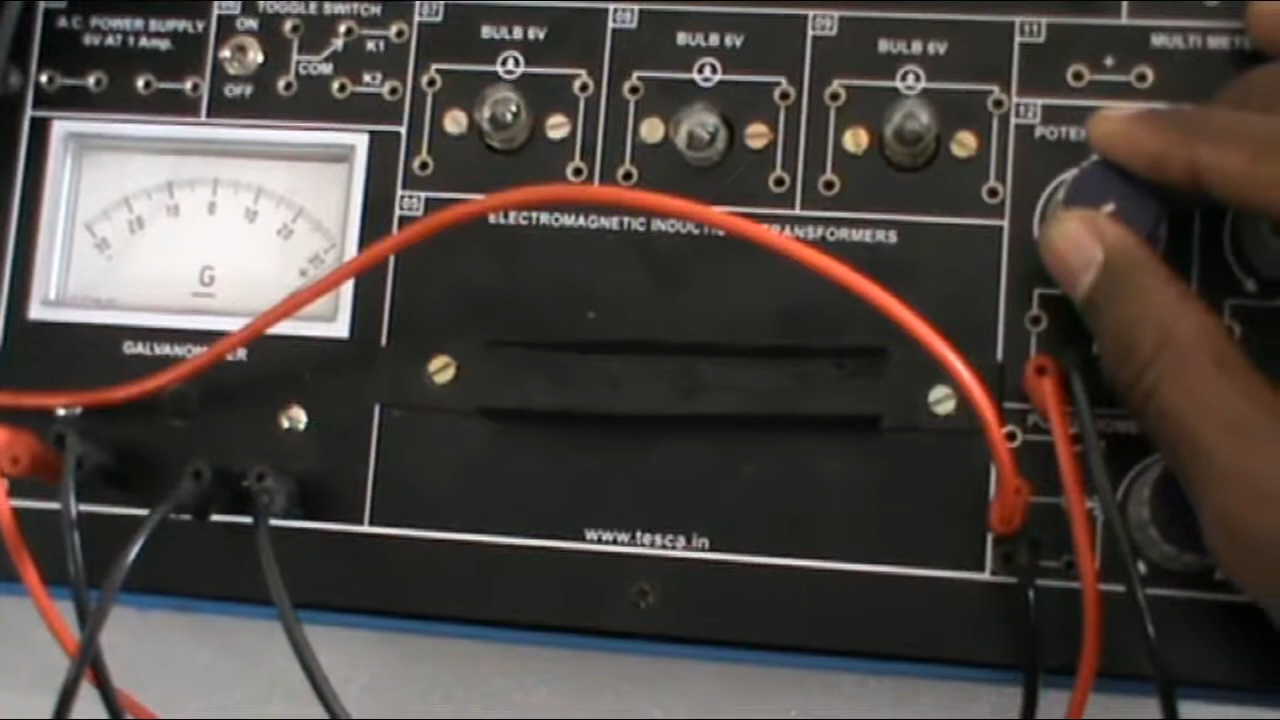 A.C. POWER SUPPLY
6V AT 1 Amp.
ON
OFF
TOGGLE SWITCH
K1
COM
K2
07
BULB 6V
08
BULB 6V
09
BULB 6V
11
MULTI
12
30 20 10 0 10 20
G
GALVANOMETER
05
ELECTROMAGNETIC INDUCTION TRANSFORMERS
www.tesca.in